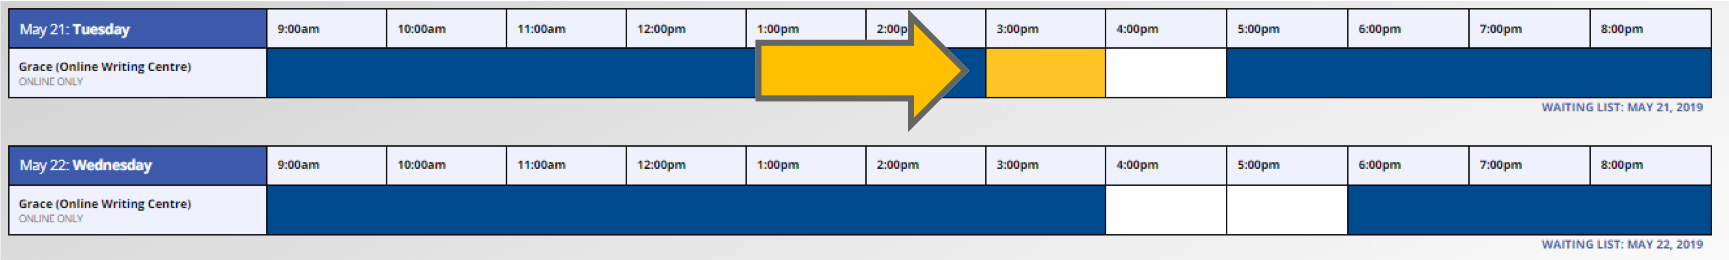 May 21: Tuesday 9:00am 10:00am 11:00am 12:00pm 1:00pm 2:00p 3:00pm 4:00pm 5:00pm 6:00pm 7:00pm 8:00pm
Grace (Online Writing Centre)
ONLINE ONLY
WAITING LIST: MAY 21, 2019
May 22: Wednesday 9:00am 10:00am 11:00am 12:00pm 1:00pm 2:00pm 3:00pm 4:00pm 5:00pm 6:00pm 7:00pm 8:00pm
Grace (Online Writing Centre)
ONLINE ONLY
WAITING LIST: MAY 22, 2019